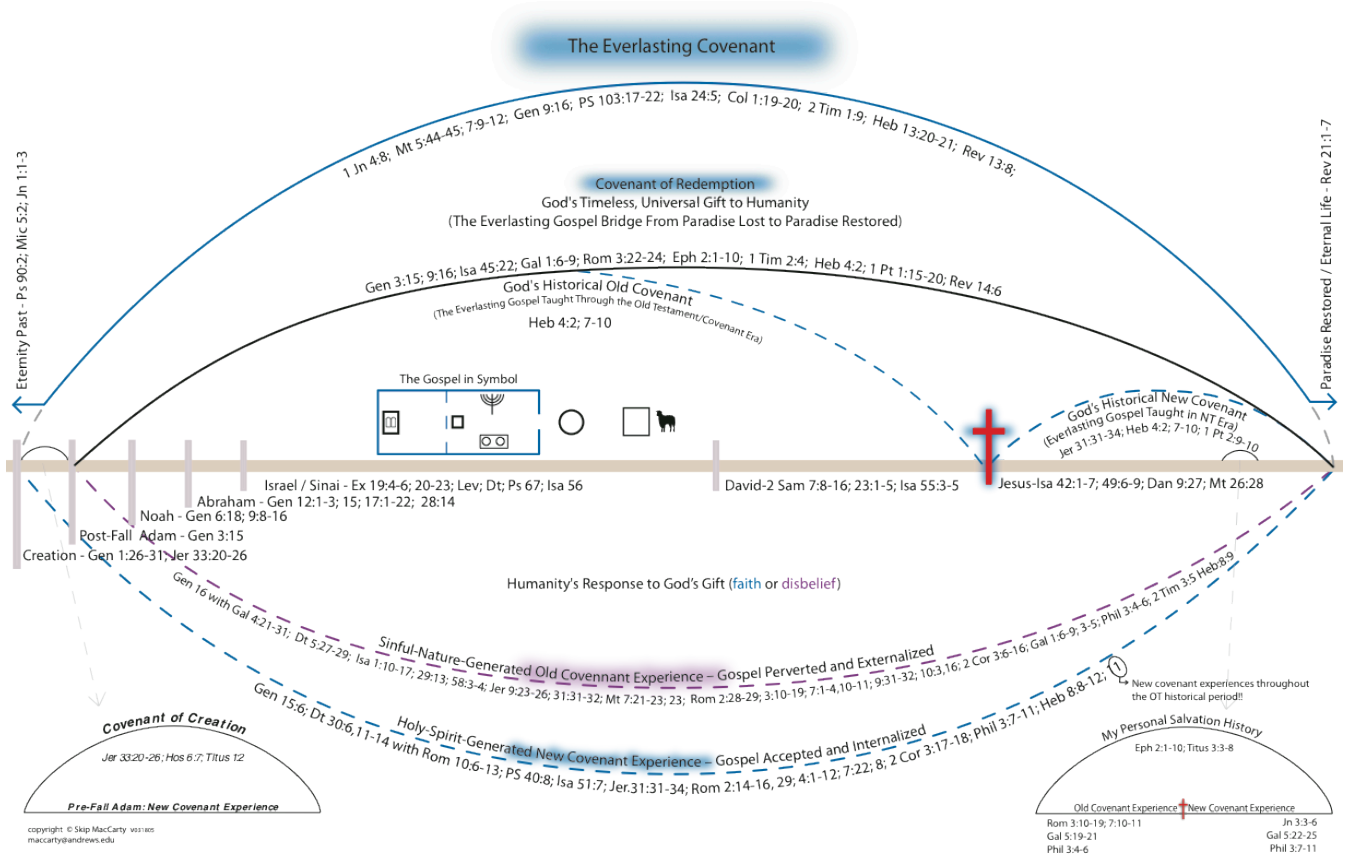 The Everlasting Covenant
1 Jn 4:8; Mt 5:44-45; 7:9-12; Gen 9:16; PS 103:17-22; Isa 24:5; Col 1:19-20; 2 Tim 1:9; Heb 13:20-21; Rev 13:8;
Eternity Past - Ps 90:2; Mic 5:2; Jn 1:1-3
Paradise Restored / Eternal Life - Rev 21:1-7
Covenant of Redemption
God's Timeless, Universal Gift to Humanity
(The Everlasting Gospel Bridge From Paradise Lost to Paradise Restored)
Gen 3:15; 9:16; Isa 45:22; Gal 1:6-9; Rom 3:22-24; Eph 2:1-10; 1 Tim 2:4; Heb 4:2; 1 Pt 1:15-20; Rev 14:6
God's Historical Old Covenant
(The Everlasting Gospel Taught Through the Old Testament/Covenant Era)
Heb 4:2; 7-10
The Gospel in Symbol
God's Historical New Covenant
(Everlasting Gospel Taught in NT Era)
Jer 31:31-34; Heb 4:2; 7-10; 1 Pt 2:9-10
Israel / Sinai - Ex 19:4-6; 20-23; Lev; Dt; Ps 67; Isa 56
David-2 Sam 7:8-16; 23:1-5; Isa 55:3-5
Jesus-Isa 42:1-7; 49:6-9; Dan 9:27; Mt 26:28
Abraham - Gen 12:1-3; 15; 17:1-22; 28:14
Noah - Gen 6:18; 9:8-16
Post-Fall Adam - Gen 3:15
Creation - Gen 1:26-31; Jer 33:20-26
Humanity's Response to God's Gift (faith or disbelief)
Sinful-Nature-Generated Old Covennant Experience – Gospel Perverted and Externalized
Gen 16 with Gal 4:21-31; Dt 5:27-29; Isa 1:10-17; 29:13; 58:3-4; Jer 9:23-26; 31:31-32; Mt 7:21-23; 23; Rom 2:28-29; 3:10-19; 7:1-4,10-11; 9:31-32; 10:3,16; 2 Cor 3:6-16; Gal 1:6-9; 3-5; Phil 3:4-6; 2 Tim 3:5 Heb:8:9
Holy-Spirit-Generated New Covenant Experience – Gospel Accepted and Internalized
Gen 15:6; Dt 30:6,11-14 with Rom 10:6-13; PS 40:8; Isa 51:7; Jer.31:31-34; Rom 2:14-16, 29; 4:1-12; 7:22; 8; 2 Cor 3:17-18; Phil 3:7-11; Heb 8:8-12; 11
New covenant experiences throughout
the OT historical period!!
Covenant of Creation
Jer 33:20-26; Hos 6:7; Titus 1:2
Pre-Fall Adam: New Covenant Experience
copyright © Skip MacCarty V031805
maccarty@andrews.edu
My Personal Salvation History
Eph 2:1-10; Titus 3:3-8
Old Covenant Experience New Covenant Experience
Rom 3:10-19; 7:10-11 Jn 3:3-6
Gal 5:19-21 Gal 5:22-25
Phil 3:4-6 Phil 3:7-11